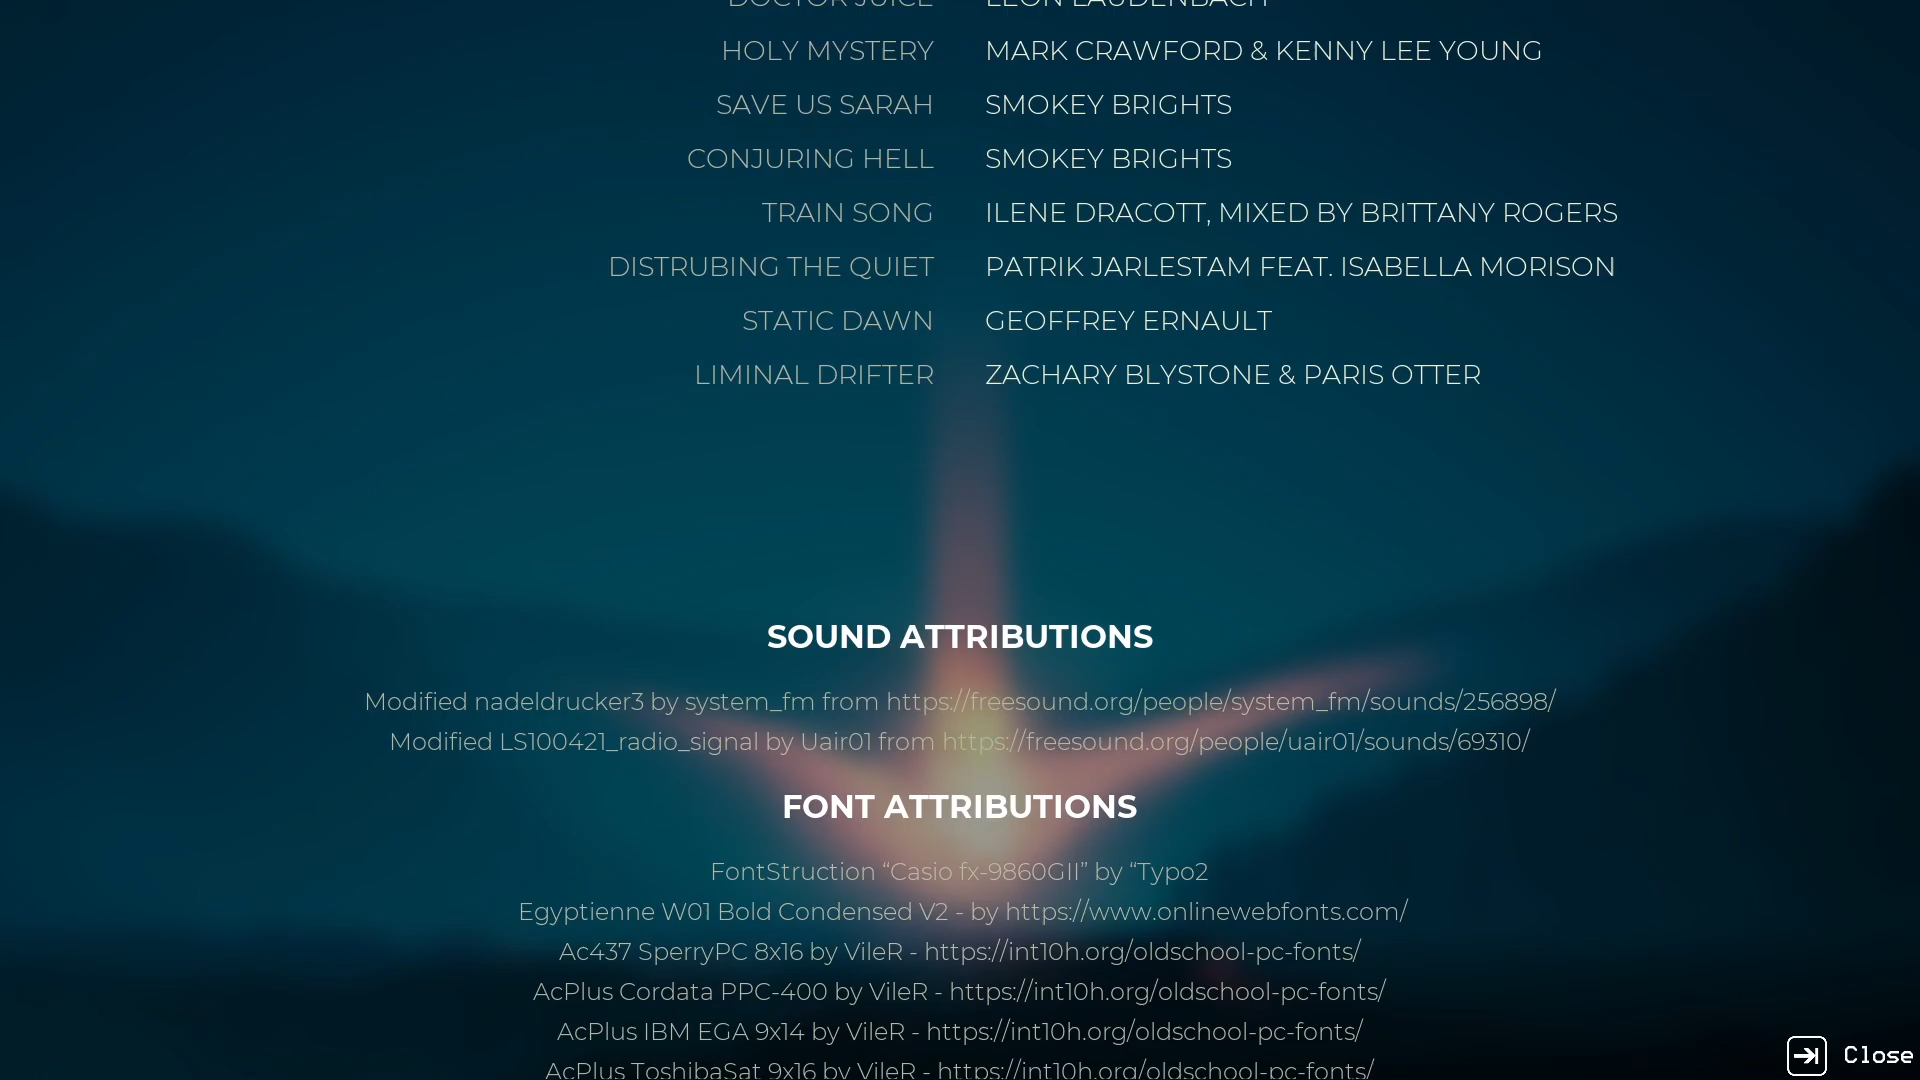 DOCTOR JUICE LEON LAUDENBACH
HOLY MYSTERY MARK CRAWFORD & KENNY LEE YOUNG
SAVE US SARAH SMOKEY BRIGHTS
CONJURING HELL SMOKEY BRIGHTS
TRAIN SONG ILENE DRACOTT, MIXED BY BRITTANY ROGERS
DISTRUBING THE QUIET PATRIK JARLESTAM FEAT. ISABELLA MORISON
STATIC DAWN GEOFFREY ERNAULT
LIMINAL DRIFTER ZACHARY BLYSTONE & PARIS OTTER
SOUND ATTRIBUTIONS
Modified nadeldrucker3 by system_fm from https://freesound.org/people/system_fm/sounds/256898/
Modified LS100421_radio_signal by Uair01 from https://freesound.org/people/uair01/sounds/69310/
FONT ATTRIBUTIONS
FontStruction “Casio fx-9860GII” by “Typo2
Egyptienne W01 Bold Condensed V2 - by https://www.onlinewebfonts.com/
Ac437 SperryPC 8x16 by VileR - https://int10h.org/oldschool-pc-fonts/
AcPlus Cordata PPC-400 by VileR - https://int10h.org/oldschool-pc-fonts/
AcPlus IBM EGA 9x14 by VileR - https://int10h.org/oldschool-pc-fonts/
AcPlus ToshibaSat 9x16 by VileR - https://int10h.org/oldschool-pc-fonts/
Close